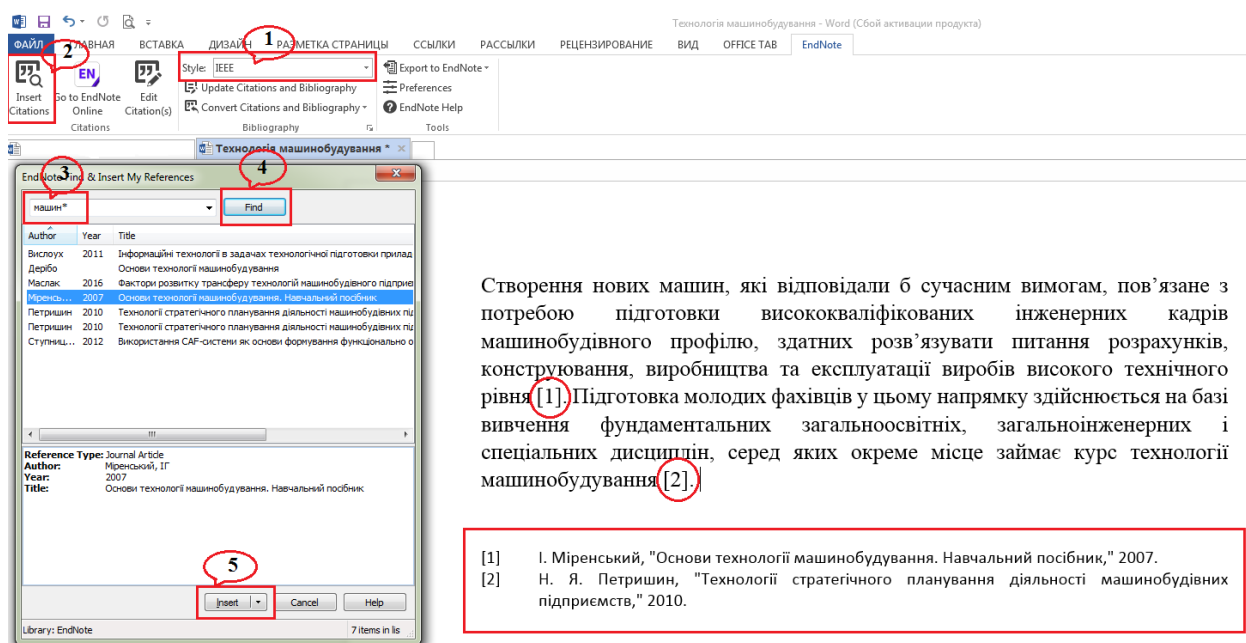 Технологія машинобудування - Word (Сбой активации продукта)
ФАЙЛ ГЛАВНАЯ ВСТАВКА ДИЗАЙН РАЗМЕТКА СТРАНИЦЫ ССЫЛКИ РАССЫЛКИ РЕЦЕНЗИРОВАНИЕ ВИД OFFICE TAB EndNote
2
1
Insert Citations
EN
Go to EndNote Online
Edit Citation(s)
Citations
Style: IEEE
Update Citations and Bibliography
Convert Citations and Bibliography
Bibliography
Export to EndNote
Preferences
EndNote Help
Tools
Технологія машинобудування *
EndNote Find & Insert My References
3
4
машин*
Find
Author Year Title
Вислоух 2011 Інформаційні технології в задачах технологічної підготовки прилад
Дерібо Основи технології машинобудування
Маслак 2016 Фактори розвитку трансферу технологій машинобудівного підприєм
Міренсь... 2007 Основи технології машинобудування. Навчальний посібник
Петришин 2010 Технології стратегічного планування діяльності машинобудівних під
Петришин 2010 Технології стратегічного планування діяльності машинобудівних під
Ступниц... 2012 Використання CAF-системи як основи формування функціонально о
Reference Type: Journal Article
Author: Міренський, ІГ
Year: 2007
Title: Основи технології машинобудування. Навчальний посібник
5
Insert Cancel Help
Library: EndNote 7 items in lis
Створення нових машин, які відповідали б сучасним вимогам, пов’язане з
потребою підготовки висококваліфікованих інженерних кадрів
машинобудівного профілю, здатних розв’язувати питання розрахунків,
конструювання, виробництва та експлуатації виробів високого технічного
рівня [1]. Підготовка молодих фахівців у цьому напрямку здійснюється на базі
вивчення фундаментальних загальноосвітніх, загальноінженерних і
спеціальних дисциплін, серед яких окреме місце займає курс технології
машинобудування [2].
[1] І. Міренський, "Основи технології машинобудування. Навчальний посібник," 2007.
[2] Н. Я. Петришин, "Технології стратегічного планування діяльності машинобудівних
підприємств," 2010.